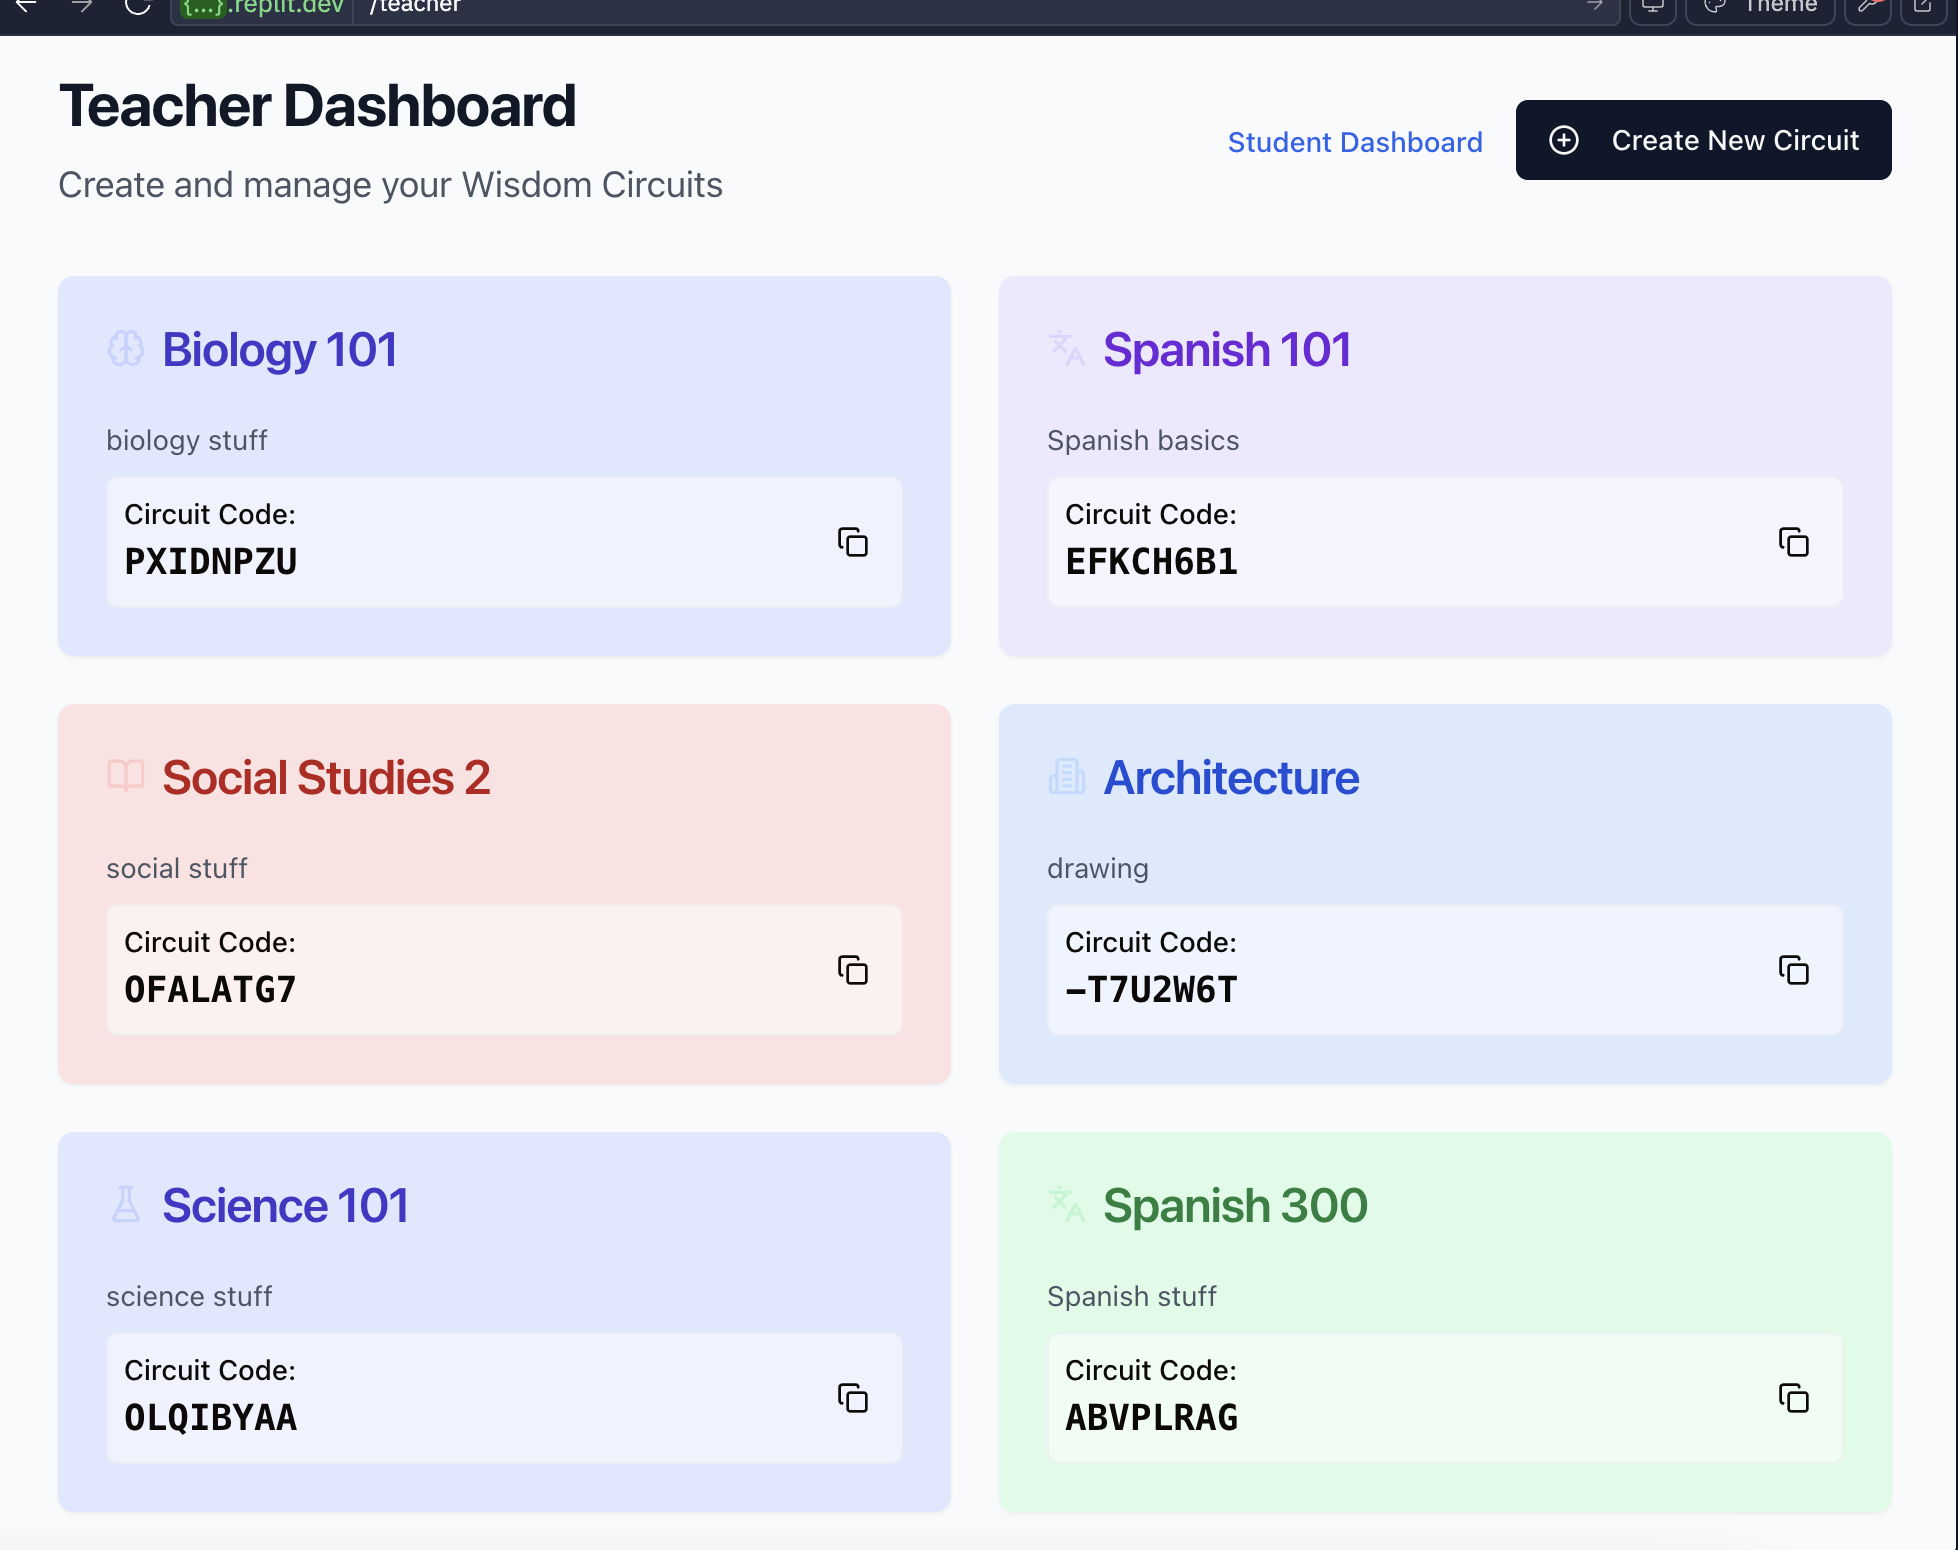 {...}.replit.dev /teacher
Theme
Teacher Dashboard
Create and manage your Wisdom Circuits
Student Dashboard
Create New Circuit
Biology 101
biology stuff
Circuit Code:
PXIDNPZU
Spanish 101
Spanish basics
Circuit Code:
EFKCH6B1
Social Studies 2
social stuff
Circuit Code:
OFALATG7
Architecture
drawing
Circuit Code:
-T7U2W6T
Science 101
science stuff
Circuit Code:
OLQIBYAA
Spanish 300
Spanish stuff
Circuit Code:
ABVPLRAG